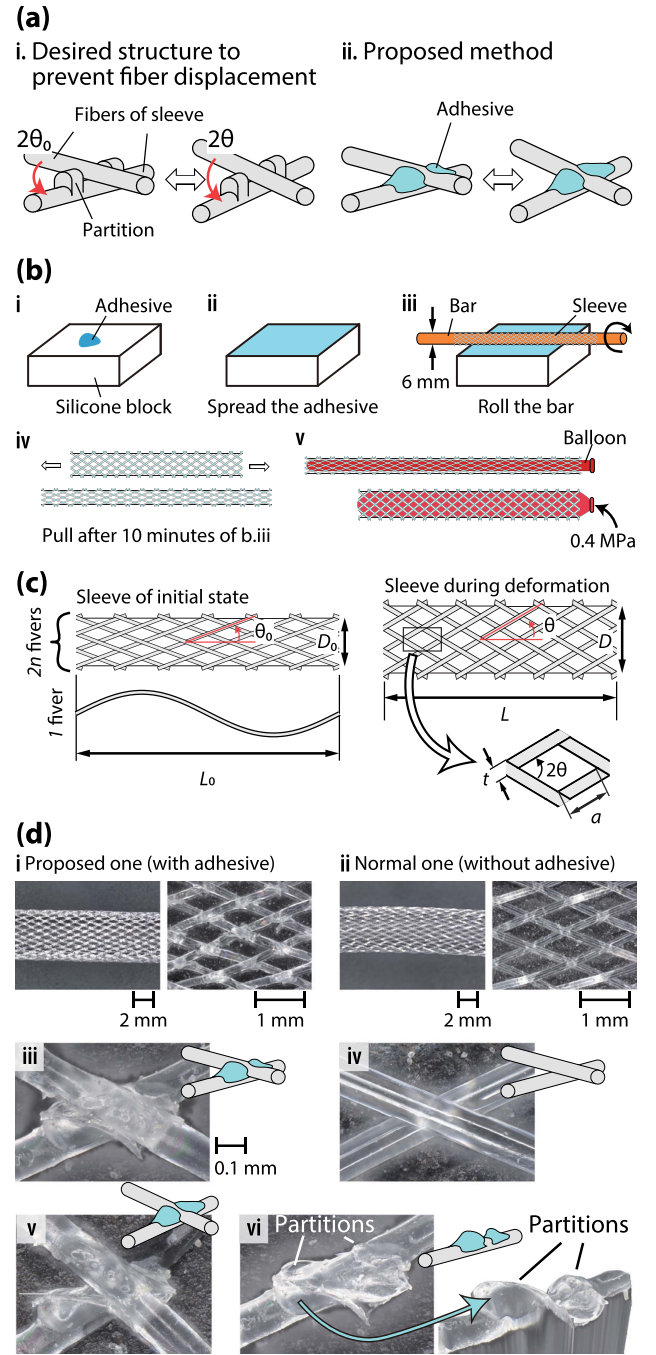 (a)
i. Desired structure to
prevent fiber displacement
ii. Proposed method
Fibers of sleeve
2θ₀
2θ
Partition
Adhesive
(b)
i
Adhesive
Silicone block
ii
Spread the adhesive
iii
Bar
Sleeve
6 mm
Roll the bar
iv
Pull after 10 minutes of b.iii
v
Balloon
0.4 MPa
(c)
Sleeve of initial state
2n fivers
θ₀
D₀
1 fiver
L₀
Sleeve during deformation
θ
D
L
t
2θ
a
(d)
i Proposed one (with adhesive)
2 mm
1 mm
ii Normal one (without adhesive)
2 mm
1 mm
iii
0.1 mm
iv
v
vi
Partitions
Partitions